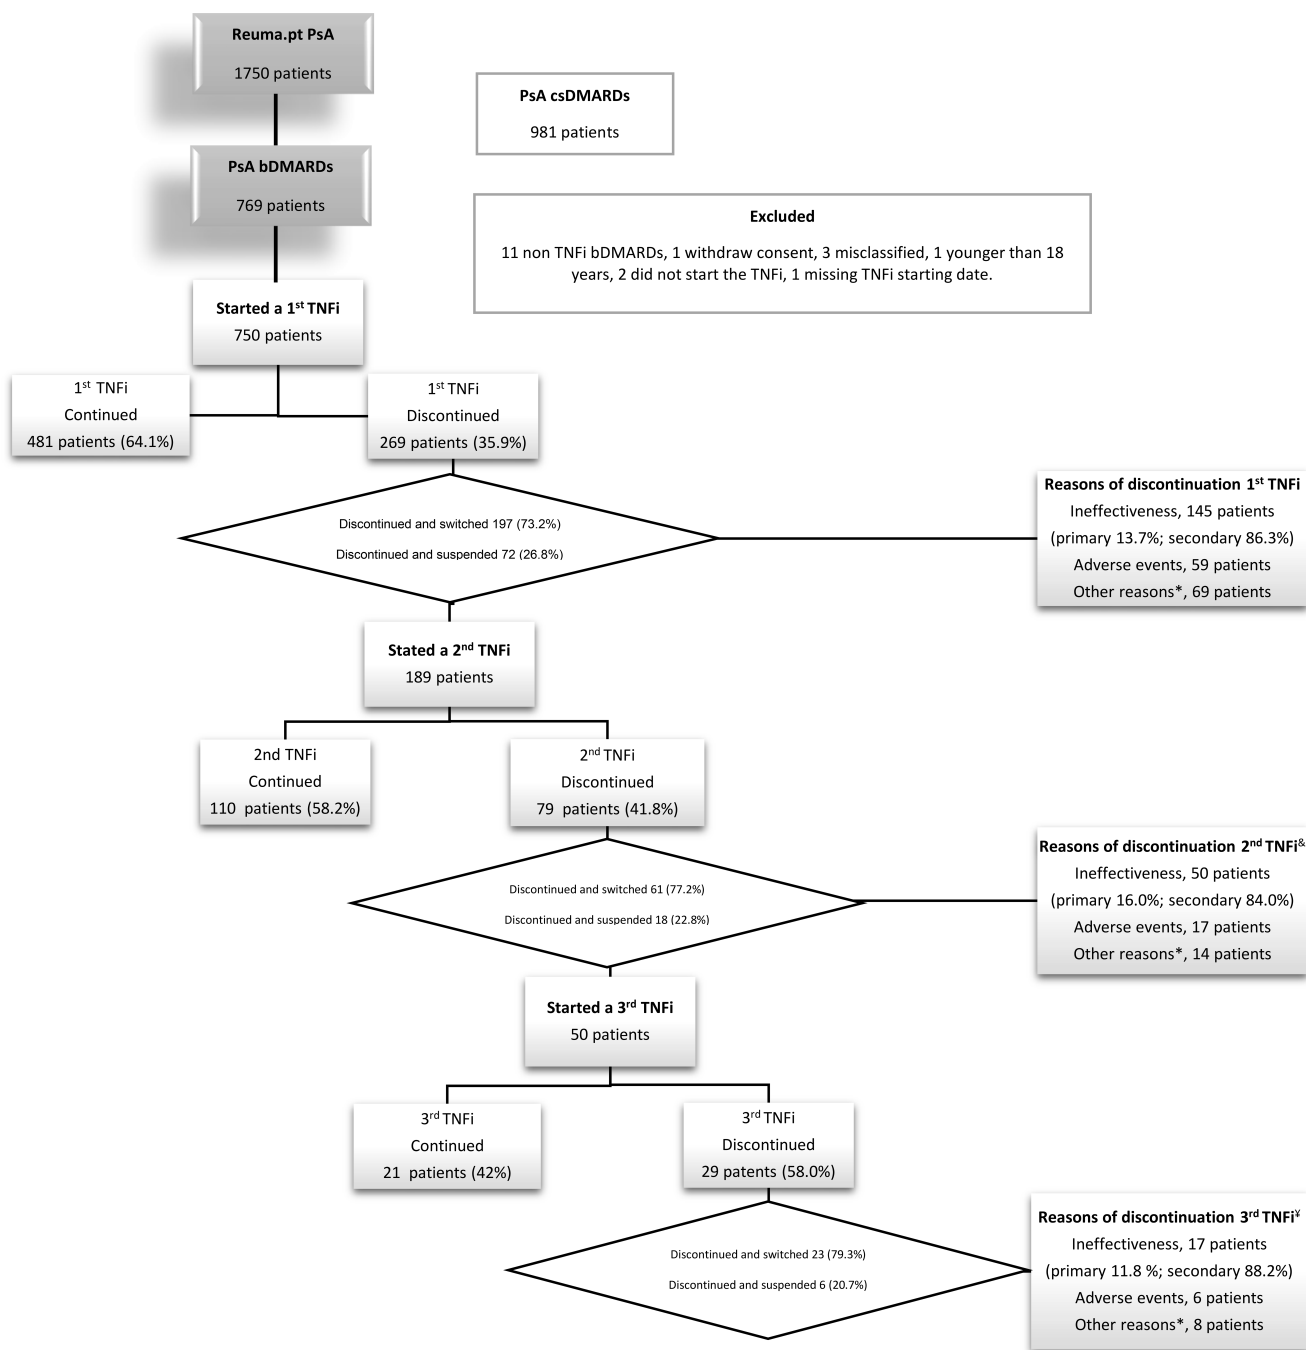 Reuma.pt PsA
1750 patients
PsA csDMARDs
981 patients
PsA bDMARDs
769 patients
Excluded
11 non TNFi bDMARDs, 1 withdraw consent, 3 misclassified, 1 younger than 18
years, 2 did not start the TNFi, 1 missing TNFi starting date.
Started a 1st TNFi
750 patients
1st TNFi
Continued
481 patients (64.1%)
1st TNFi
Discontinued
269 patients (35.9%)
Discontinued and switched 197 (73.2%)
Discontinued and suspended 72 (26.8%)
Reasons of discontinuation 1st TNFi
Ineffectiveness, 145 patients
(primary 13.7%; secondary 86.3%)
Adverse events, 59 patients
Other reasons*, 69 patients
Stated a 2nd TNFi
189 patients
2nd TNFi
Continued
110 patients (58.2%)
2nd TNFi
Discontinued
79 patients (41.8%)
Discontinued and switched 61 (77.2%)
Discontinued and suspended 18 (22.8%)
Reasons of discontinuation 2nd TNFi&
Ineffectiveness, 50 patients
(primary 16.0%; secondary 84.0%)
Adverse events, 17 patients
Other reasons*, 14 patients
Started a 3rd TNFi
50 patients
3rd TNFi
Continued
21 patients (42%)
3rd TNFi
Discontinued
29 patents (58.0%)
Discontinued and switched 23 (79.3%)
Discontinued and suspended 6 (20.7%)
Reasons of discontinuation 3rd TNFi¥
Ineffectiveness, 17 patients
(primary 11.8 %; secondary 88.2%)
Adverse events, 6 patients
Other reasons*, 8 patients